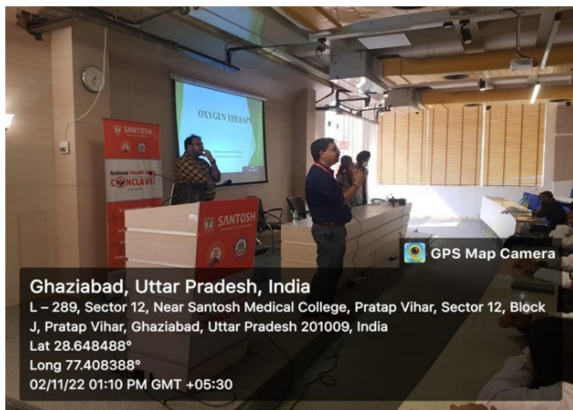 OXYGEN THERAPY
SANTOSH
National Health
CONCLAVE
SANTOSH
GPS Map Camera
Ghaziabad, Uttar Pradesh, India
L – 289, Sector 12, Near Santosh Medical College, Pratap Vihar, Sector 12, Block
J, Pratap Vihar, Ghaziabad, Uttar Pradesh 201009, India
Lat 28.648488°
Long 77.408388°
02/11/22 01:10 PM GMT +05:30